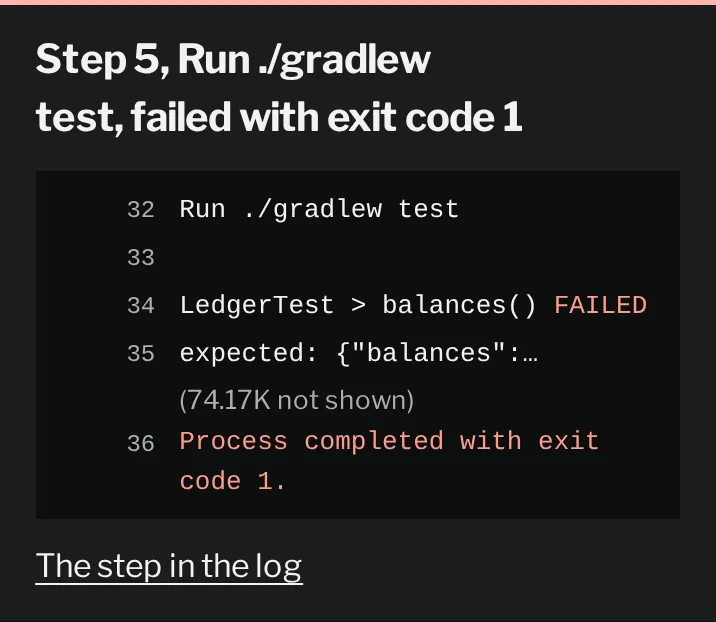 Step 5, Run ./gradlew
test, failed with exit code 1
32 Run ./gradlew test
33
34 LedgerTest > balances() FAILED
35 expected: {"balances":…
(74.17K not shown)
36 Process completed with exit
code 1.
The step in the log